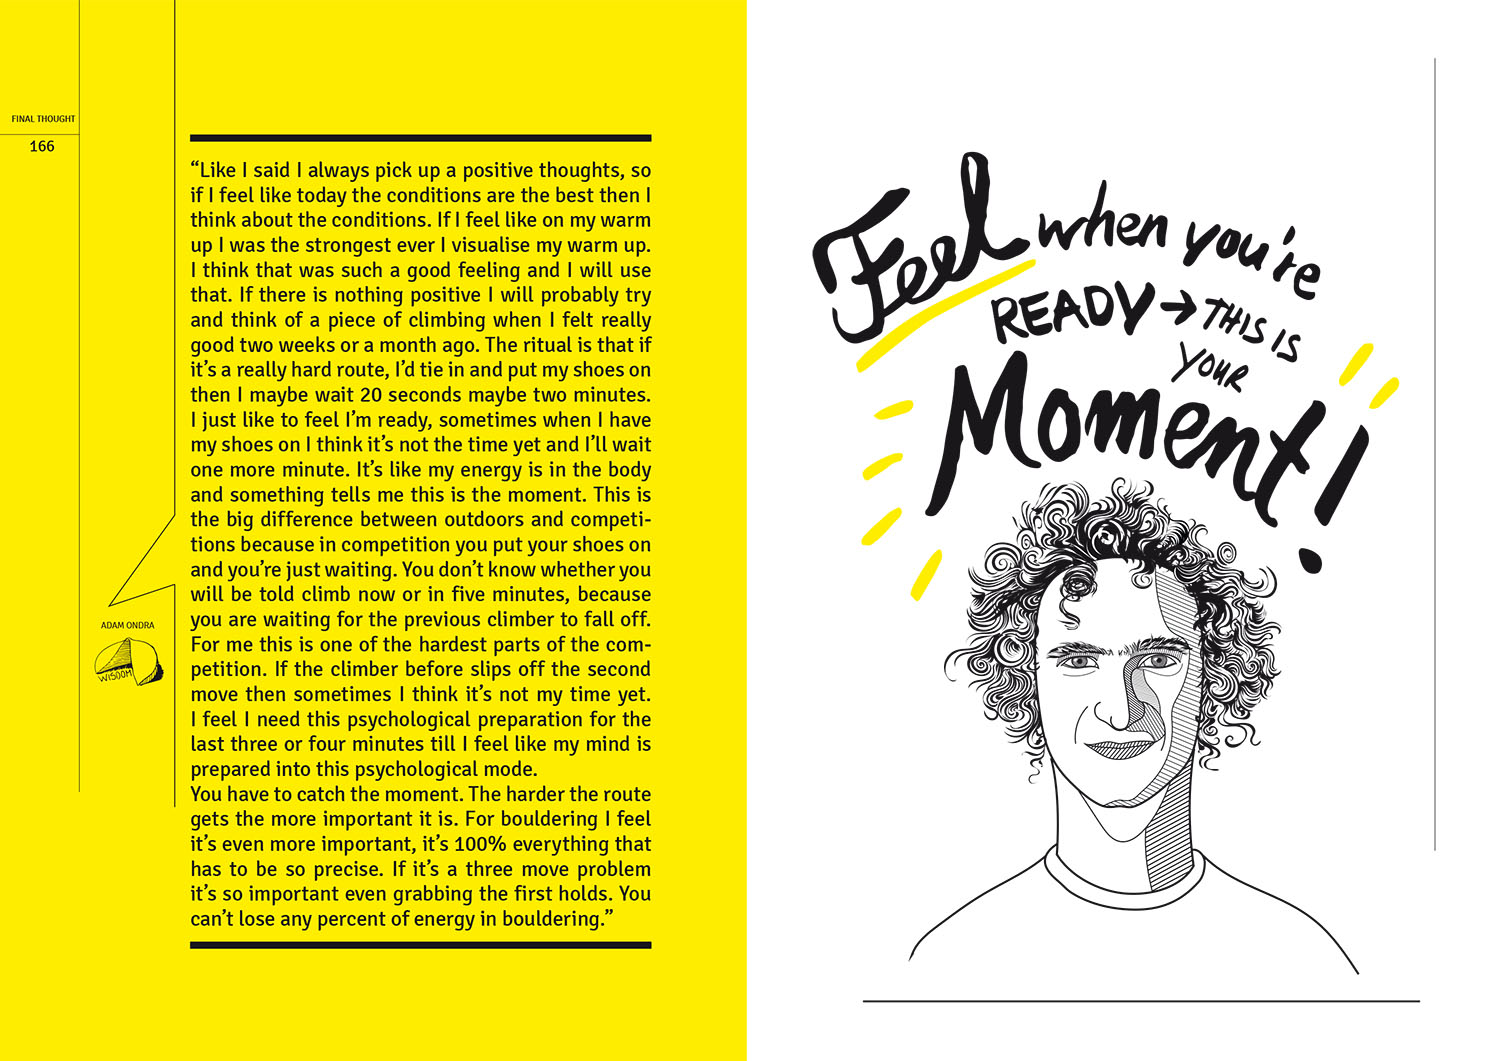 FINAL THOUGHT
166
“Like I said I always pick up a positive thoughts, so
if I feel like today the conditions are the best then I
think about the conditions. If I feel like on my warm
up I was the strongest ever I visualise my warm up.
I think that was such a good feeling and I will use
that. If there is nothing positive I will probably try
and think of a piece of climbing when I felt really
good two weeks or a month ago. The ritual is that if
it’s a really hard route, I’d tie in and put my shoes on
then I maybe wait 20 seconds maybe two minutes.
I just like to feel I’m ready, sometimes when I have
my shoes on I think it’s not the time yet and I’ll wait
one more minute. It’s like my energy is in the body
and something tells me this is the moment. This is
the big difference between outdoors and competi-
tions because in competition you put your shoes on
and you’re just waiting. You don’t know whether you
will be told climb now or in five minutes, because
you are waiting for the previous climber to fall off.
For me this is one of the hardest parts of the com-
petition. If the climber before slips off the second
move then sometimes I think it’s not my time yet.
I feel I need this psychological preparation for the
last three or four minutes till I feel like my mind is
prepared into this psychological mode.
You have to catch the moment. The harder the route
gets the more important it is. For bouldering I feel
it’s even more important, it’s 100% everything that
has to be so precise. If it’s a three move problem
it’s so important even grabbing the first holds. You
can’t lose any percent of energy in bouldering.”
ADAM ONDRA
WISDOM
Feel when you're
READY → THIS IS
YOUR
Moment!